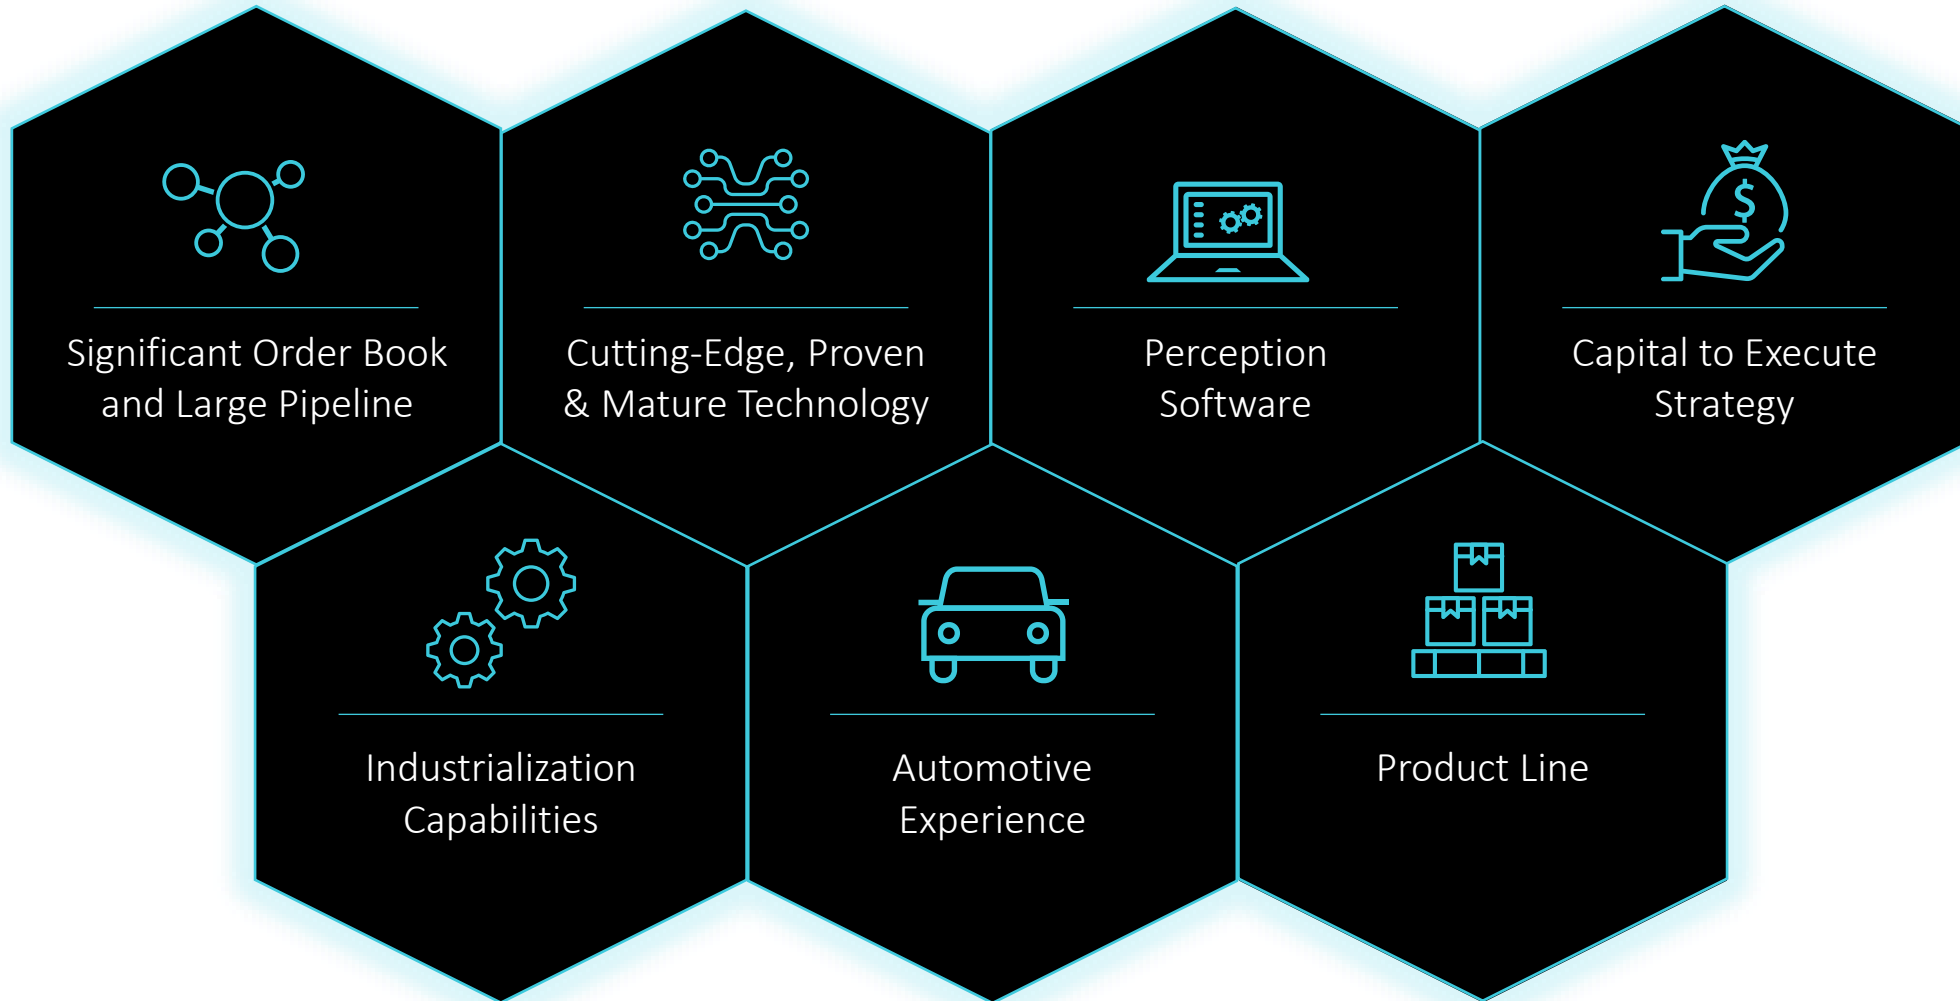 Significant Order Book
and Large Pipeline
Cutting-Edge, Proven
& Mature Technology
Perception
Software
Capital to Execute
Strategy
$
Industrialization
Capabilities
Automotive
Experience
Product Line